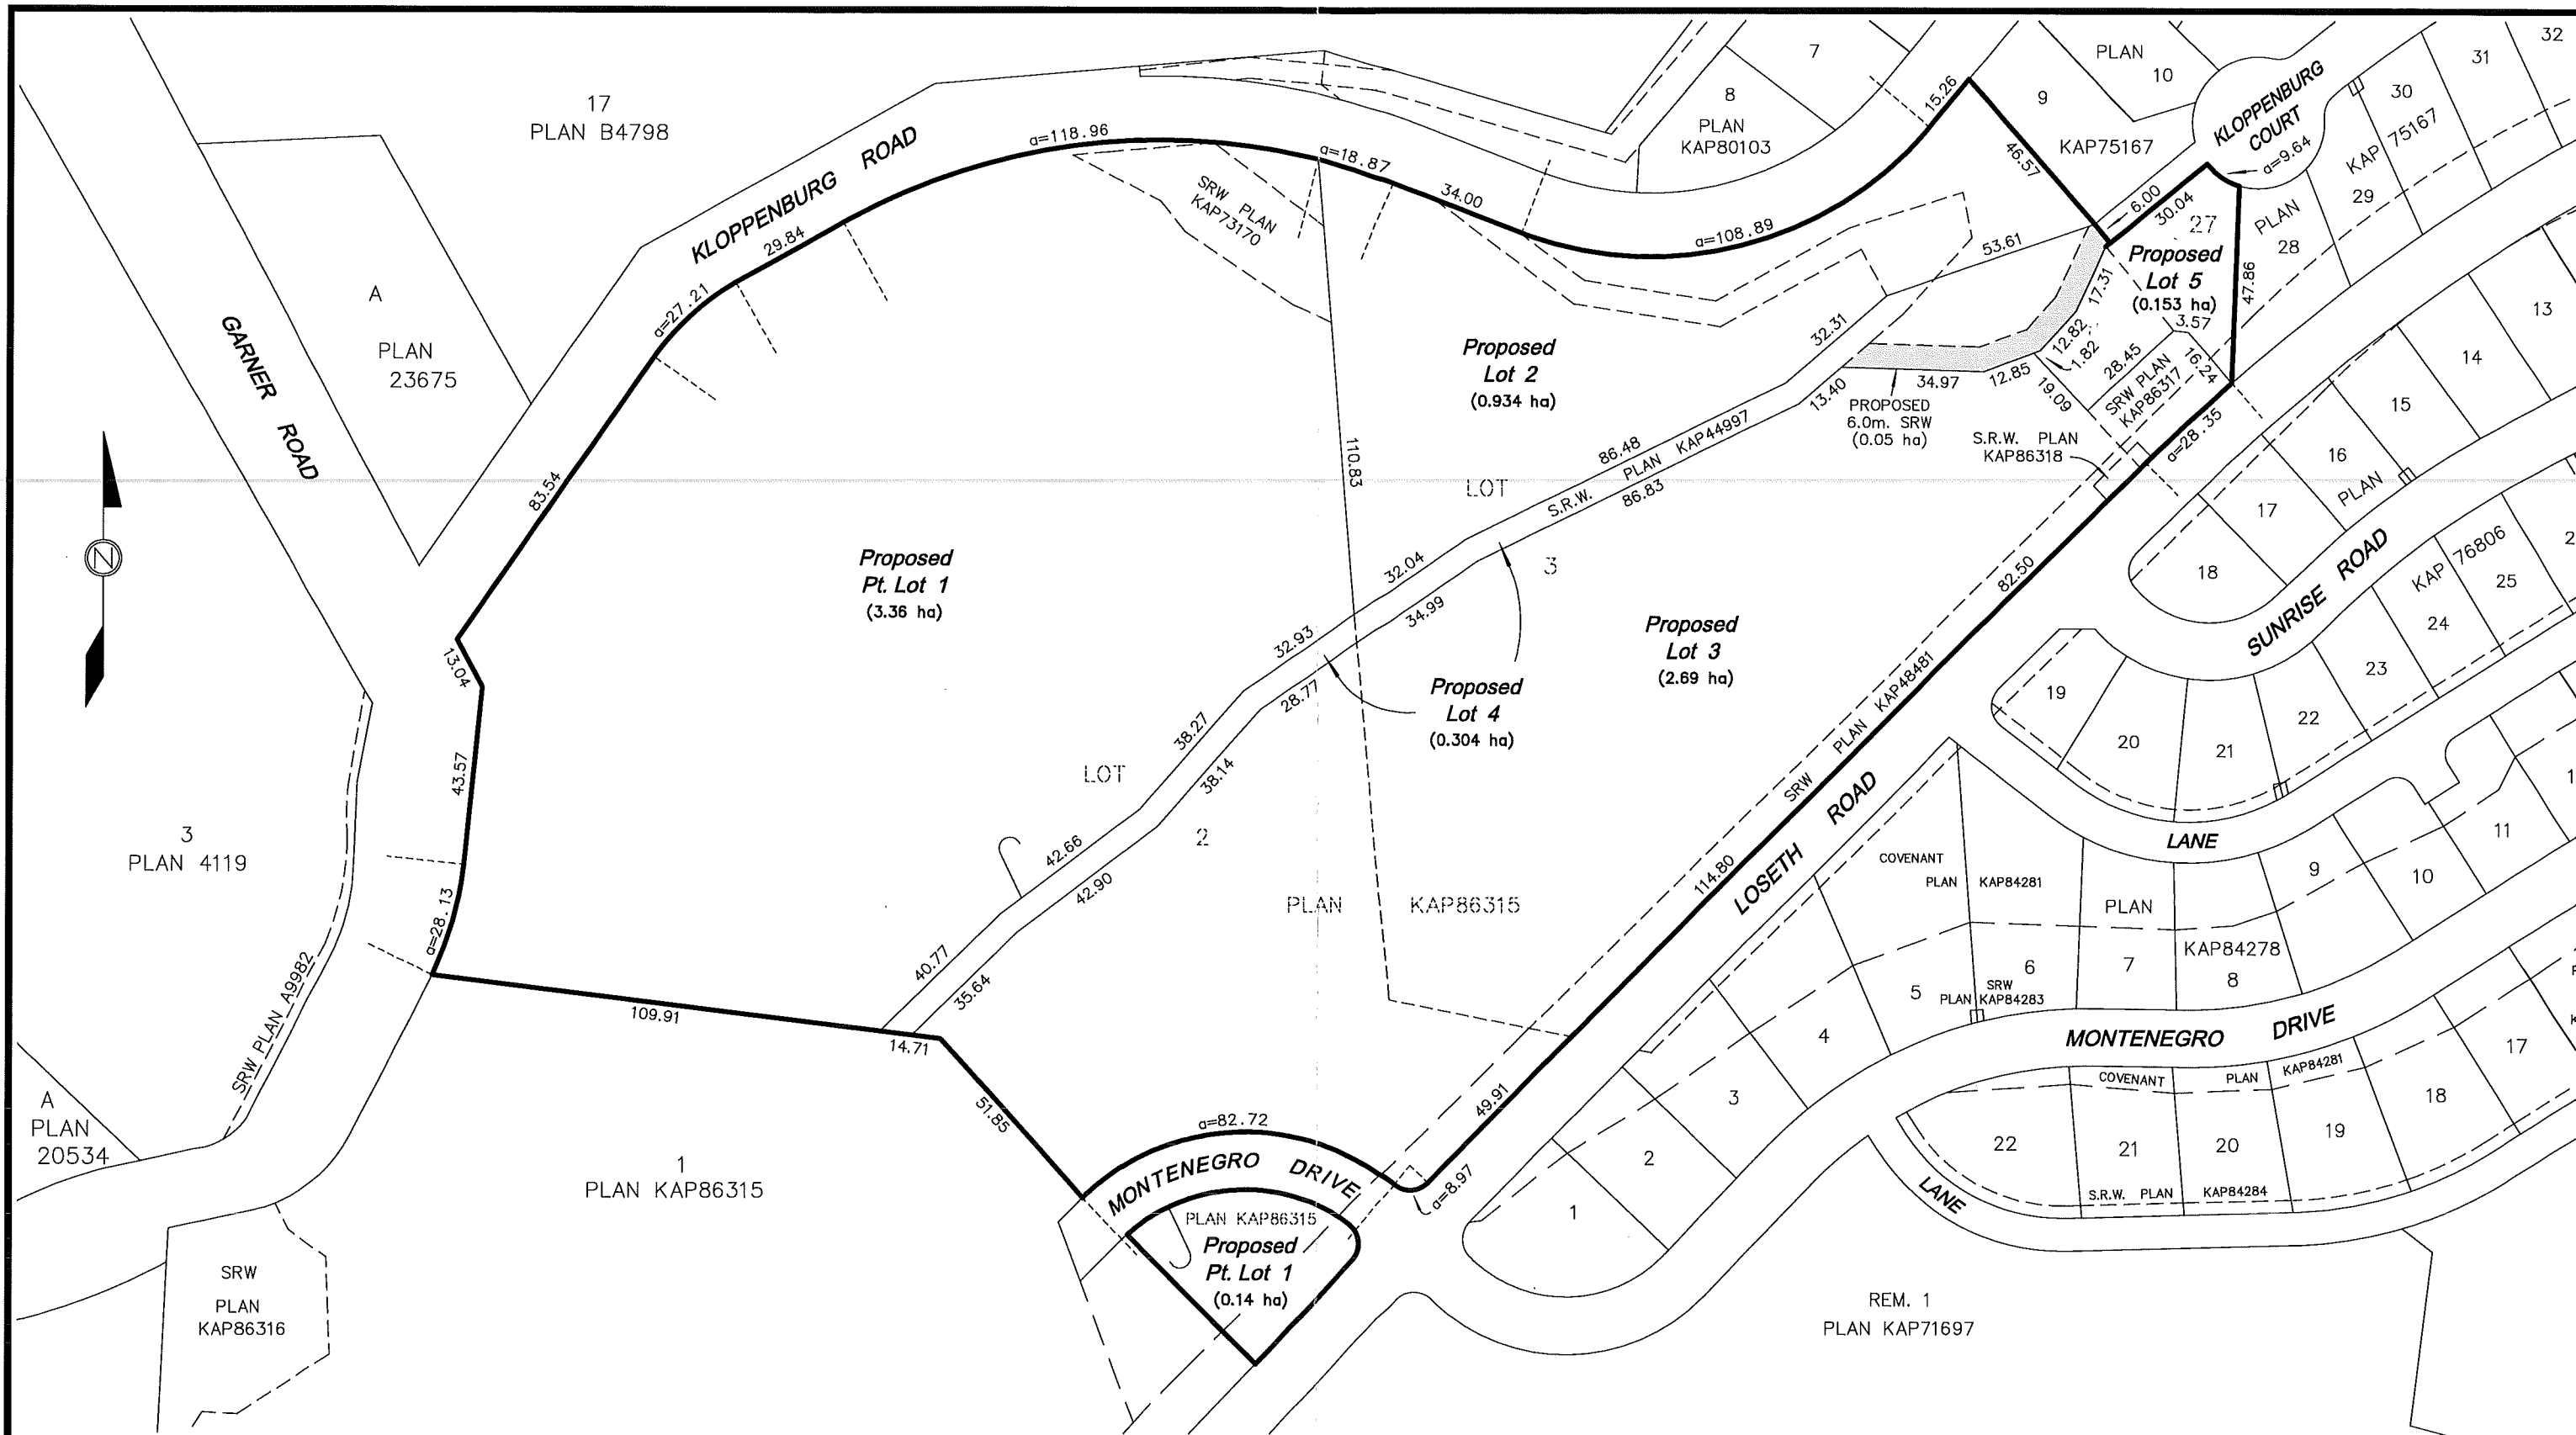 17
PLAN B4798
A
PLAN
23675
GARNER ROAD
KLOPPENBURG ROAD
a=118.96
29.84
a=27.21
83.54
13.04
43.57
a=28.13
109.91
14.71
51.85
a=82.72
a=8.97
49.91
114.80
82.50
a=28.35
47.86
a=9.64
30.04
6.00
46.57
15.26
a=108.89
34.00
a=18.87
SRW PLAN
KAP73170
7
8
PLAN
KAP80103
9
KAP75167
PLAN
10
KLOPPENBURG
COURT
32
31
30
KAP 75167
29
PLAN
28
27
Proposed
Lot 5
(0.153 ha)
3.57
16.24
28.45
SRW PLAN
KAP86317
19.09
1.82
12.82
17.31
12.85
34.97
PROPOSED
6.0m. SRW
(0.05 ha)
S.R.W. PLAN
KAP86318
53.61
32.31
13.40
86.48
S.R.W. PLAN KAP44997
86.83
Proposed
Lot 2
(0.934 ha)
110.83
LOT
3
32.04
34.99
32.93
28.77
38.27
38.14
42.66
42.90
40.77
35.64
Proposed
Pt. Lot 1
(3.36 ha)
Proposed
Lot 3
(2.69 ha)
Proposed
Lot 4
(0.304 ha)
LOT
2
PLAN KAP86315
SRW PLAN KAP48481
LOSETH ROAD
N
3
PLAN 4119
SRW PLAN A9982
A
PLAN
20534
SRW
PLAN
KAP86316
1
PLAN KAP86315
MONTENEGRO DRIVE
PLAN KAP86315
Proposed
Pt. Lot 1
(0.14 ha)
13
14
15
16
PLAN
17
18
SUNRISE ROAD
KAP 76806
2
25
24
23
22
21
20
19
LANE
1
11
10
9
COVENANT
PLAN KAP84281
PLAN
KAP84278
8
7
6
5
SRW
PLAN KAP84283
4
3
2
1
MONTENEGRO DRIVE
COVENANT PLAN KAP84281
17
18
19
20
21
22
S.R.W. PLAN KAP84284
LANE
REM. 1
PLAN KAP71697